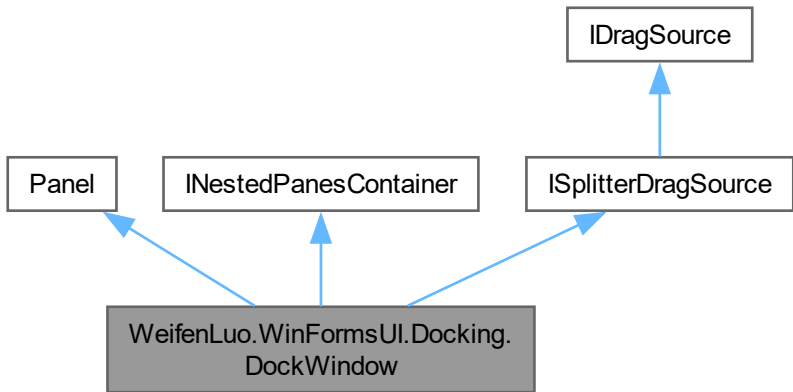 IDragSource
Panel
INestedPanesContainer
ISplitterDragSource
WeifenLuo.WinFormsUI.Docking.
DockWindow